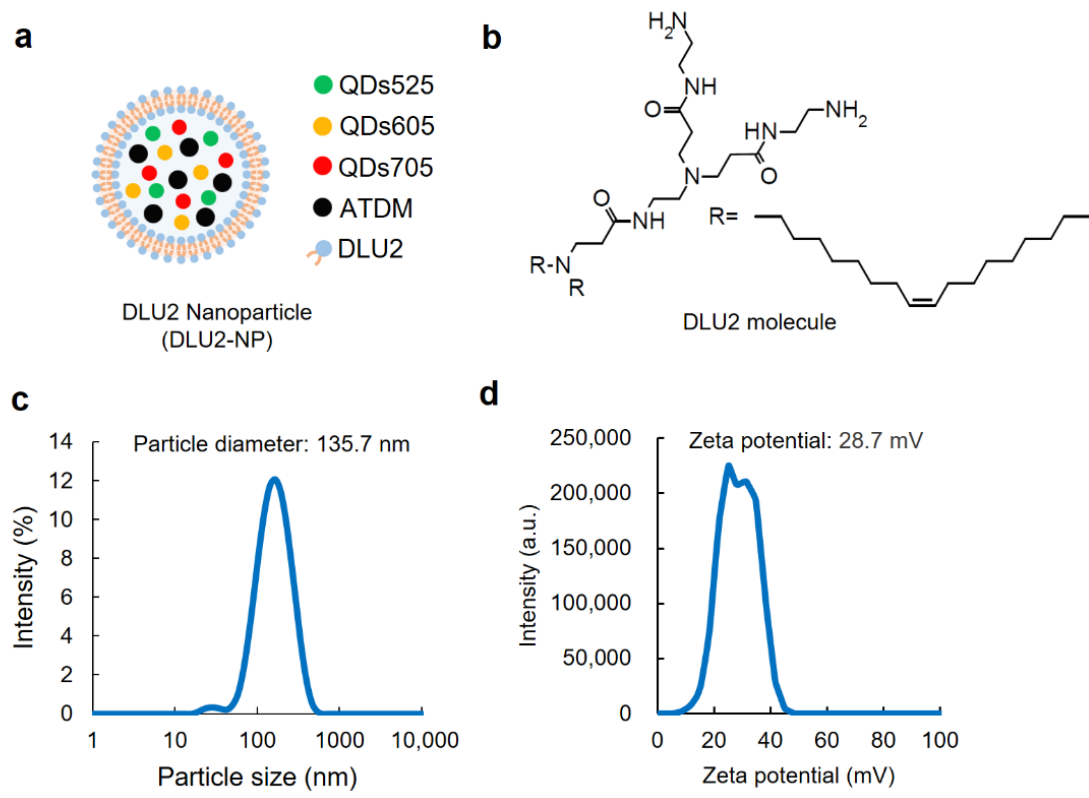 a
QDs525
QDs605
QDs705
ATDM
DLU2
DLU2 Nanoparticle
(DLU2-NP)
b
H₂N
NH
O
HN
NH₂
N
O
O
NH
R=
R-N
R
DLU2 molecule
c
Particle diameter: 135.7 nm
14
12
10
8
6
4
2
0
Intensity (%)
1 10 100 1000 10,000
Particle size (nm)
d
Zeta potential: 28.7 mV
250,000
200,000
150,000
100,000
50,000
0
Intensity (a.u.)
0 20 40 60 80 100
Zeta potential (mV)